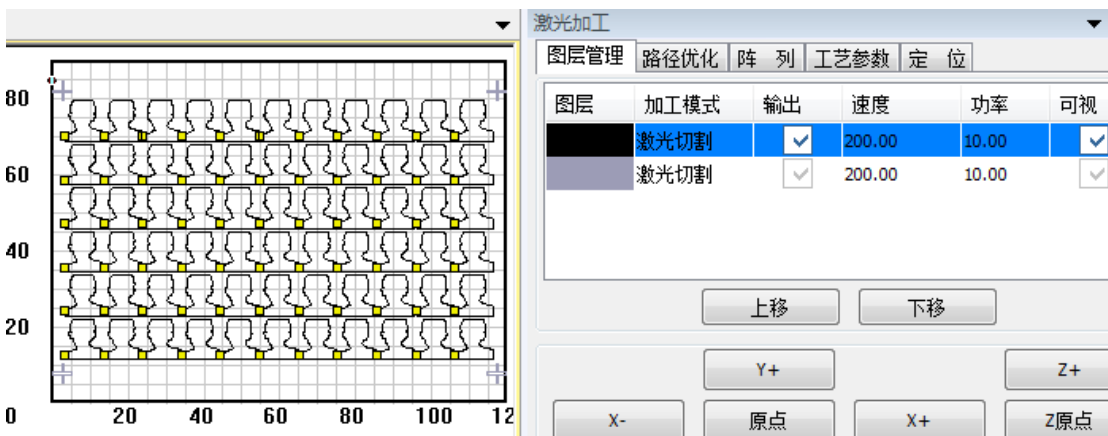 激光加工
图层管理 路径优化 阵 列 工艺参数 定 位
图层 加工模式 输出 速度 功率 可视
激光切割 200.00 10.00
激光切割 200.00 10.00
上移 下移
Y+ Z+
X- 原点 X+ Z原点
80
60
40
20
0 20 40 60 80 100 12